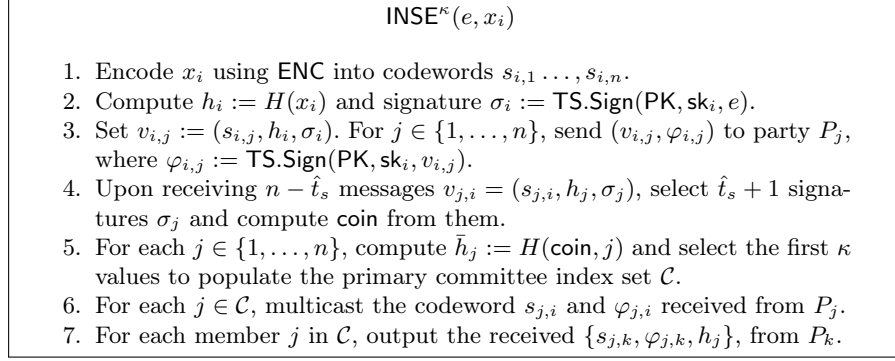 INSE^κ(e, x_i)
1. Encode x_i using ENC into codewords s_{i,1} …, s_{i,n}.
2. Compute h_i := H(x_i) and signature σ_i := TS.Sign(PK, sk_i, e).
3. Set v_{i,j} := (s_{i,j}, h_i, σ_i). For j ∈ {1, …, n}, send (v_{i,j}, φ_{i,j}) to party P_j,
where φ_{i,j} := TS.Sign(PK, sk_i, v_{i,j}).
4. Upon receiving n − t̂_s messages v_{j,i} = (s_{j,i}, h_j, σ_j), select t̂_s + 1 signa-
tures σ_j and compute coin from them.
5. For each j ∈ {1, …, n}, compute h̄_j := H(coin, j) and select the first κ
values to populate the primary committee index set 𝒞.
6. For each j ∈ 𝒞, multicast the codeword s_{j,i} and φ_{j,i} received from P_j.
7. For each member j in 𝒞, output the received {s_{j,k}, φ_{j,k}, h_j}, from P_k.